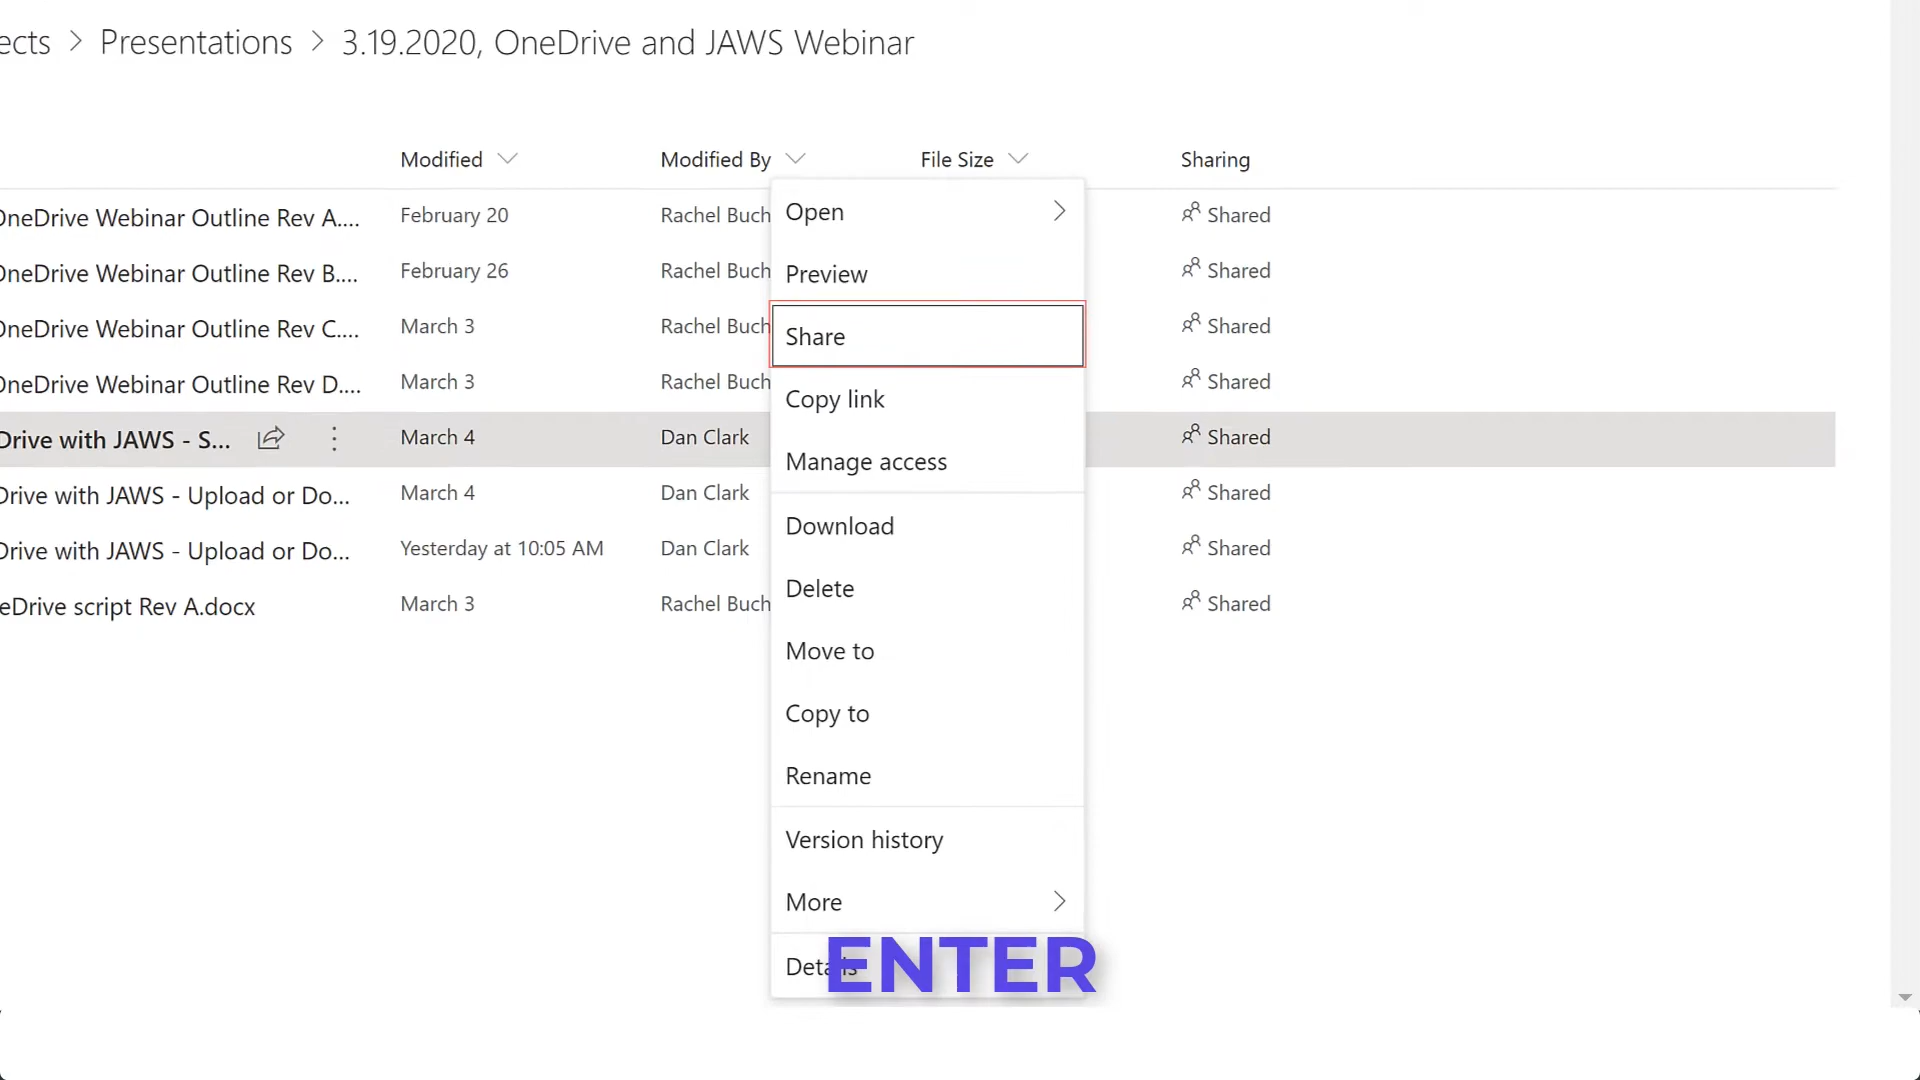 ects > Presentations > 3.19.2020, OneDrive and JAWS Webinar
Modified Modified By File Size Sharing
OneDrive Webinar Outline Rev A.... February 20 Rachel Buch Shared
OneDrive Webinar Outline Rev B.... February 26 Rachel Buch Shared
OneDrive Webinar Outline Rev C.... March 3 Rachel Buch Shared
OneDrive Webinar Outline Rev D.... March 3 Rachel Buch Shared
Drive with JAWS - S... March 4 Dan Clark Shared
Drive with JAWS - Upload or Do... March 4 Dan Clark Shared
Drive with JAWS - Upload or Do... Yesterday at 10:05 AM Dan Clark Shared
eDrive script Rev A.docx March 3 Rachel Buch Shared
Open
Preview
Share
Copy link
Manage access
Download
Delete
Move to
Copy to
Rename
Version history
More
Details
ENTER